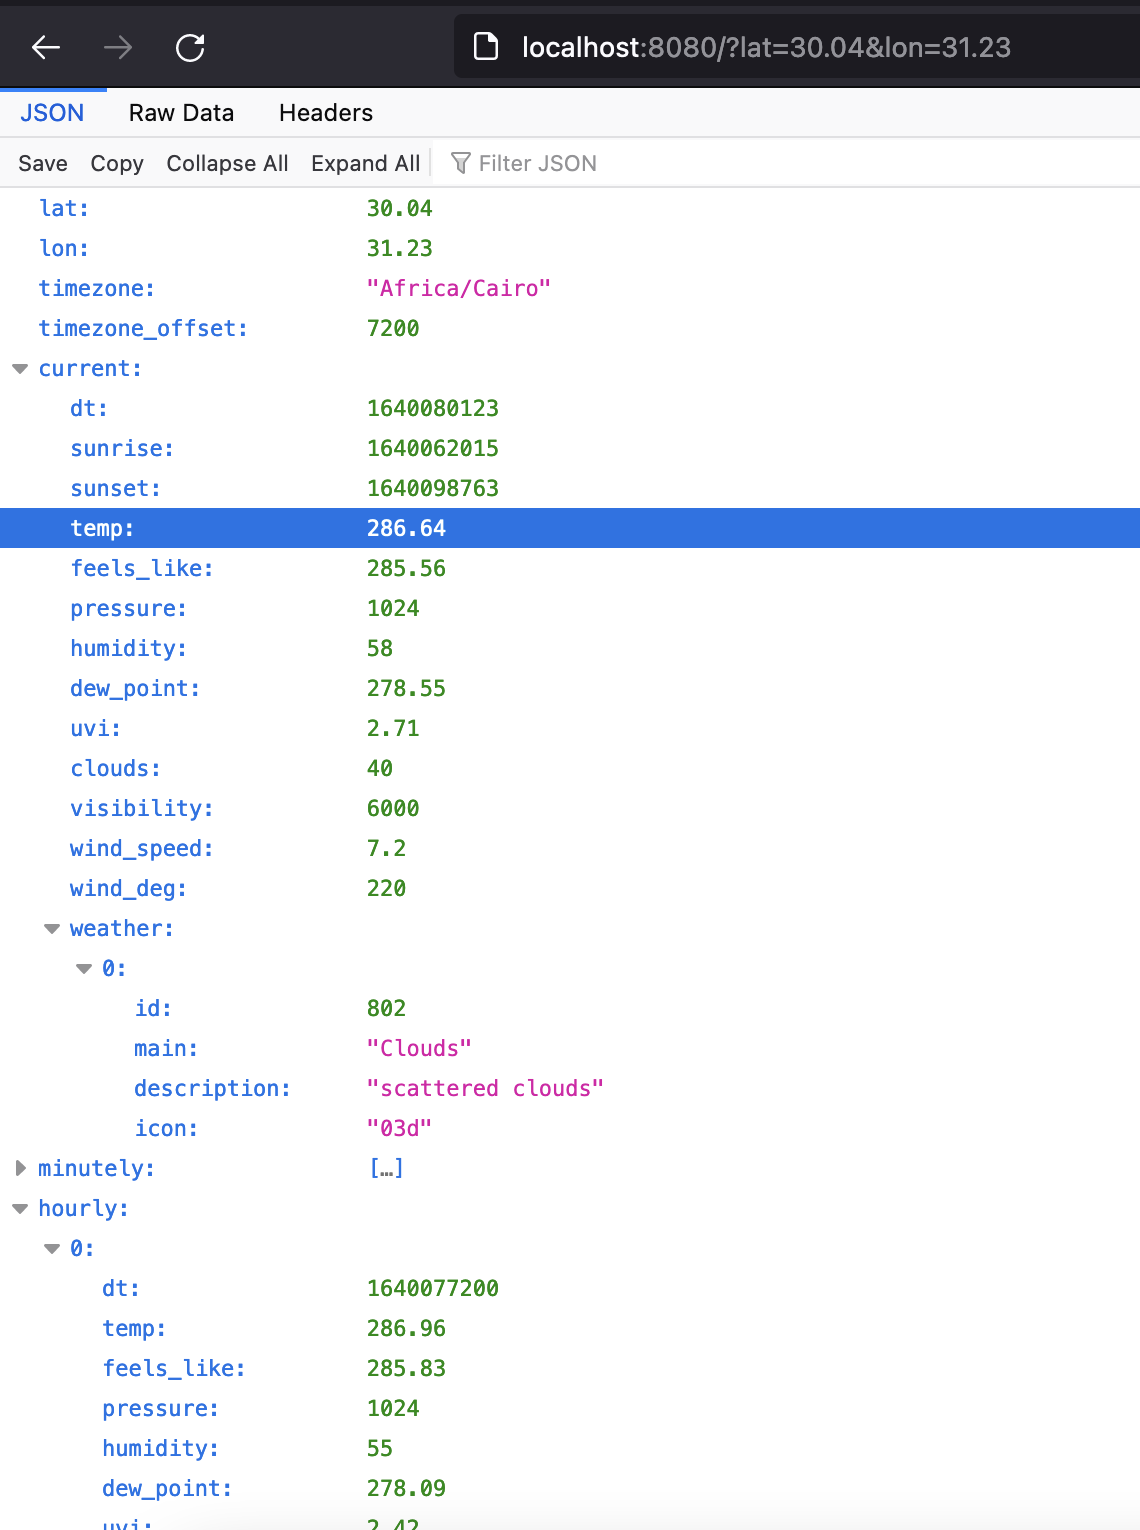 localhost:8080/?lat=30.04&lon=31.23
JSON Raw Data Headers
Save Copy Collapse All Expand All Filter JSON
lat: 30.04
lon: 31.23
timezone: "Africa/Cairo"
timezone_offset: 7200
current:
dt: 1640080123
sunrise: 1640062015
sunset: 1640098763
temp: 286.64
feels_like: 285.56
pressure: 1024
humidity: 58
dew_point: 278.55
uvi: 2.71
clouds: 40
visibility: 6000
wind_speed: 7.2
wind_deg: 220
weather:
0:
id: 802
main: "Clouds"
description: "scattered clouds"
icon: "03d"
minutely: […]
hourly:
0:
dt: 1640077200
temp: 286.96
feels_like: 285.83
pressure: 1024
humidity: 55
dew_point: 278.09
uvi: 2.42